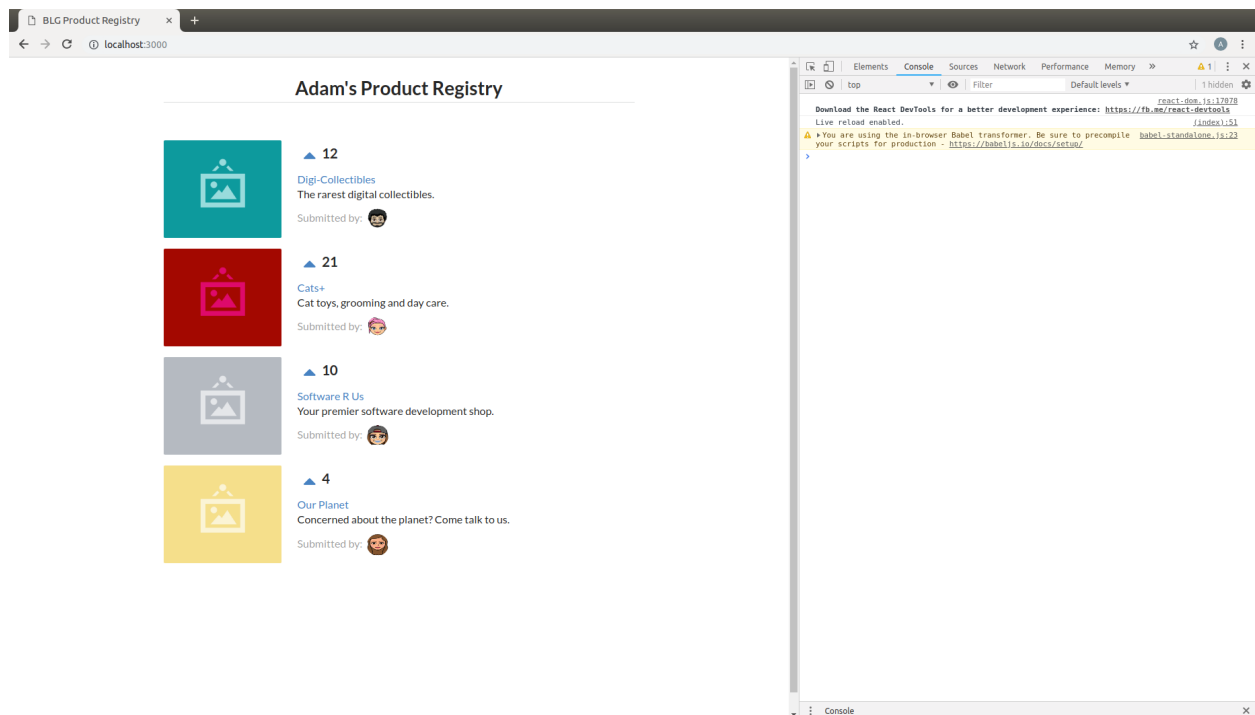 BLG Product Registry
localhost:3000
A
Adam's Product Registry
12
Digi-Collectibles
The rarest digital collectibles.
Submitted by:
21
Cats+
Cat toys, grooming and day care.
Submitted by:
10
Software R Us
Your premier software development shop.
Submitted by:
4
Our Planet
Concerned about the planet? Come talk to us.
Submitted by:
Elements Console Sources Network Performance Memory » 1
top Filter Default levels 1 hidden
react-dom.js:17078
Download the React DevTools for a better development experience: https://fb.me/react-devtools
Live reload enabled. (index):51
You are using the in-browser Babel transformer. Be sure to precompile babel-standalone.js:23
your scripts for production - https://babeljs.io/docs/setup/
Console